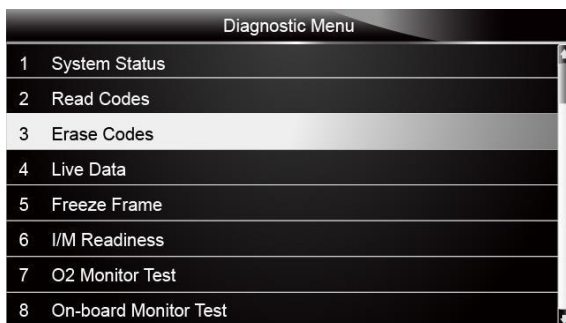 Diagnostic Menu
1 System Status
2 Read Codes
3 Erase Codes
4 Live Data
5 Freeze Frame
6 I/M Readiness
7 O2 Monitor Test
8 On-board Monitor Test